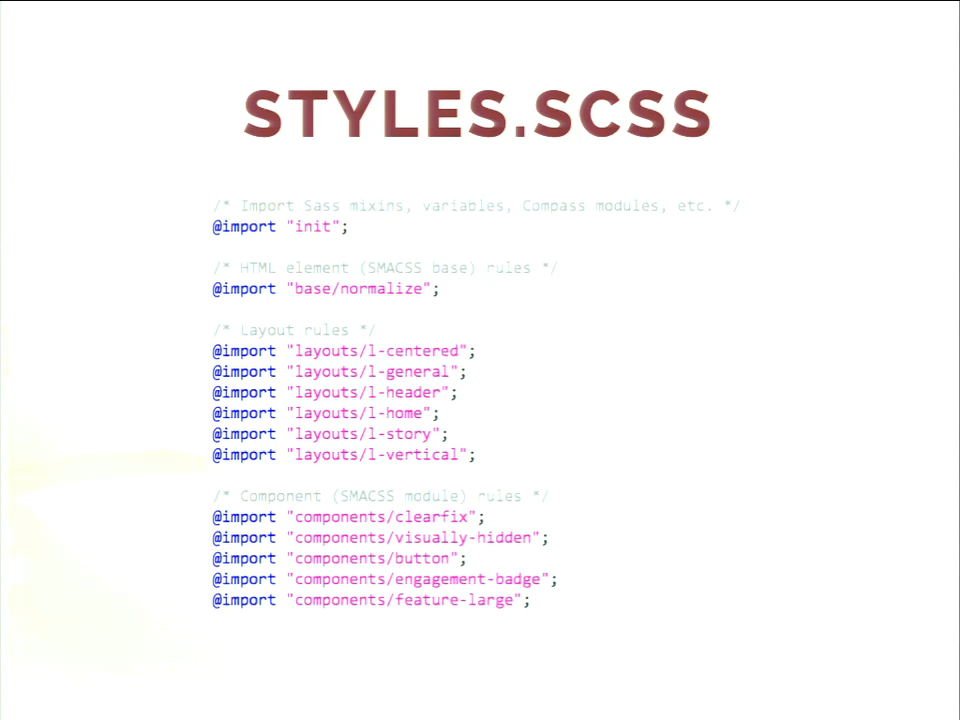 STYLES.SCSS
/* Import Sass mixins, variables, Compass modules, etc. */
@import "init";
/* HTML element (SMACSS base) rules */
@import "base/normalize";
/* Layout rules */
@import "layouts/l-centered";
@import "layouts/l-general";
@import "layouts/l-header";
@import "layouts/l-home";
@import "layouts/l-story";
@import "layouts/l-vertical";
/* Component (SMACSS module) rules */
@import "components/clearfix";
@import "components/visually-hidden";
@import "components/button";
@import "components/engagement-badge";
@import "components/feature-large";